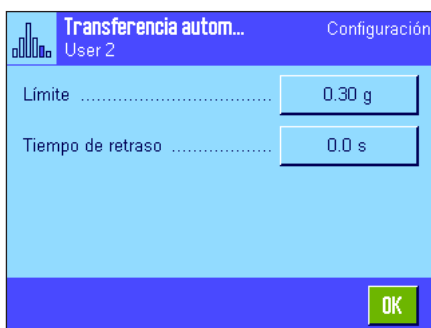 Transferencia autom... Configuración
User 2
Límite .................................. 0.30 g
Tiempo de retraso .................. 0.0 s
OK